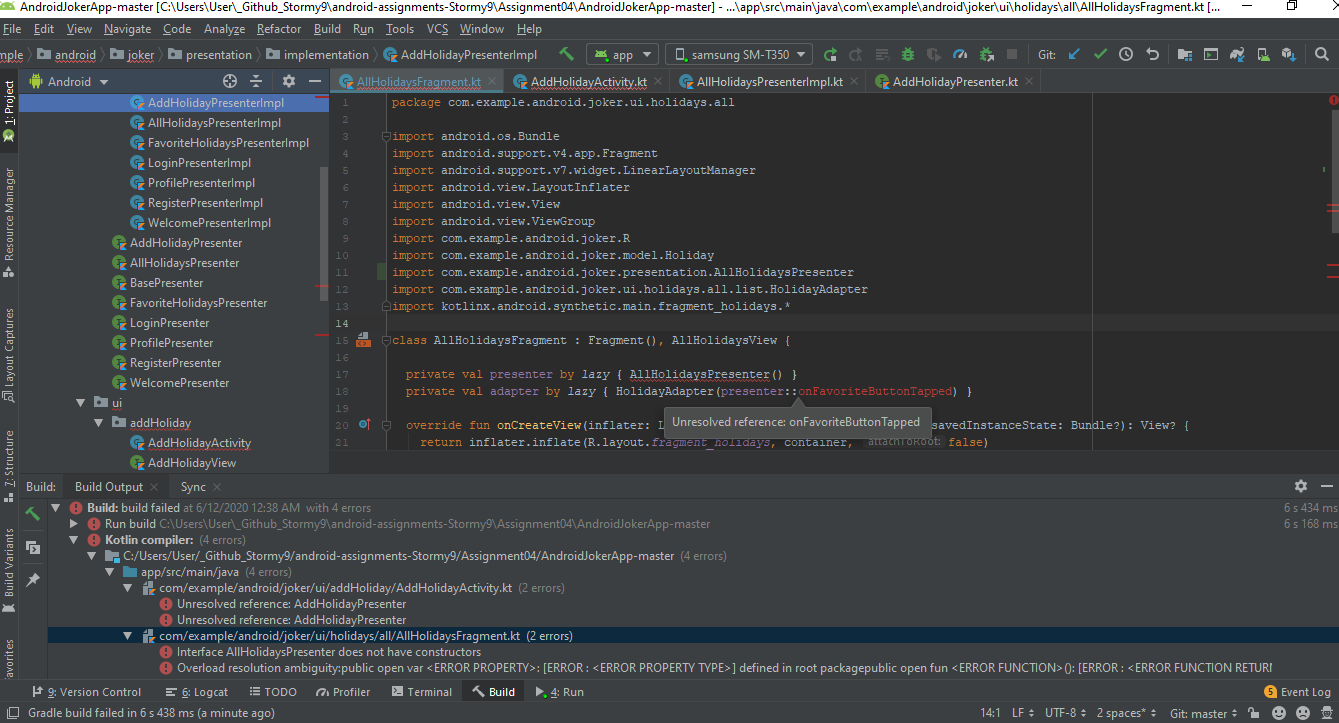 AndroidJokerApp-master [C:\Users\User\_Github_Stormy9\android-assignments-Stormy9\Assignment04\AndroidJokerApp-master] - ...\app\src\main\java\com\example\android\joker\ui\holidays\all\AllHolidaysFragment.kt [...
File Edit View Navigate Code Analyze Refactor Build Run Tools VCS Window Help
mple android joker presentation implementation AddHolidayPresenterImpl app samsung SM-T350 Git:
Android AllHolidaysFragment.kt AddHolidayActivity.kt AllHolidaysPresenterImpl.kt AddHolidayPresenter.kt
1: Project
Resource Manager
Layout Captures
Z: Structure
Build Variants
avorites
AddHolidayPresenterImpl
AllHolidaysPresenterImpl
FavoriteHolidaysPresenterImpl
LoginPresenterImpl
ProfilePresenterImpl
RegisterPresenterImpl
WelcomePresenterImpl
AddHolidayPresenter
AllHolidaysPresenter
BasePresenter
FavoriteHolidaysPresenter
LoginPresenter
ProfilePresenter
RegisterPresenter
WelcomePresenter
ui
addHoliday
AddHolidayActivity
AddHolidayView
1 package com.example.android.joker.ui.holidays.all
2
3 import android.os.Bundle
4 import android.support.v4.app.Fragment
5 import android.support.v7.widget.LinearLayoutManager
6 import android.view.LayoutInflater
7 import android.view.View
8 import android.view.ViewGroup
9 import com.example.android.joker.R
10 import com.example.android.joker.model.Holiday
11 import com.example.android.joker.presentation.AllHolidaysPresenter
12 import com.example.android.joker.ui.holidays.all.list.HolidayAdapter
13 import kotlinx.android.synthetic.main.fragment_holidays.*
14
15 class AllHolidaysFragment : Fragment(), AllHolidaysView {
16
17 private val presenter by lazy { AllHolidaysPresenter() }
18 private val adapter by lazy { HolidayAdapter(presenter::onFavoriteButtonTapped) }
19
20 override fun onCreateView(inflater: L savedInstanceState: Bundle?): View? {
Unresolved reference: onFavoriteButtonTapped
21 return inflater.inflate(R.layout.fragment_holidays, container, attachToRoot: false)
Build: Build Output Sync
Build: build failed at 6/12/2020 12:38 AM with 4 errors 6 s 434 ms
Run build C:\Users\User\_Github_Stormy9\android-assignments-Stormy9\Assignment04\AndroidJokerApp-master 6 s 168 ms
Kotlin compiler: (4 errors)
C:/Users/User/_Github_Stormy9/android-assignments-Stormy9/Assignment04/AndroidJokerApp-master (4 errors)
app/src/main/java (4 errors)
com/example/android/joker/ui/addHoliday/AddHolidayActivity.kt (2 errors)
Unresolved reference: AddHolidayPresenter
Unresolved reference: AddHolidayPresenter
com/example/android/joker/ui/holidays/all/AllHolidaysFragment.kt (2 errors)
Interface AllHolidaysPresenter does not have constructors
Overload resolution ambiguity:public open var <ERROR PROPERTY>: [ERROR : <ERROR PROPERTY TYPE>] defined in root packagepublic open fun <ERROR FUNCTION>(): [ERROR : <ERROR FUNCTION RETURN
9: Version Control 6: Logcat TODO Profiler Terminal Build 4: Run 5 Event Log
Gradle build failed in 6 s 438 ms (a minute ago) 14:1 LF UTF-8 2 spaces* Git: master